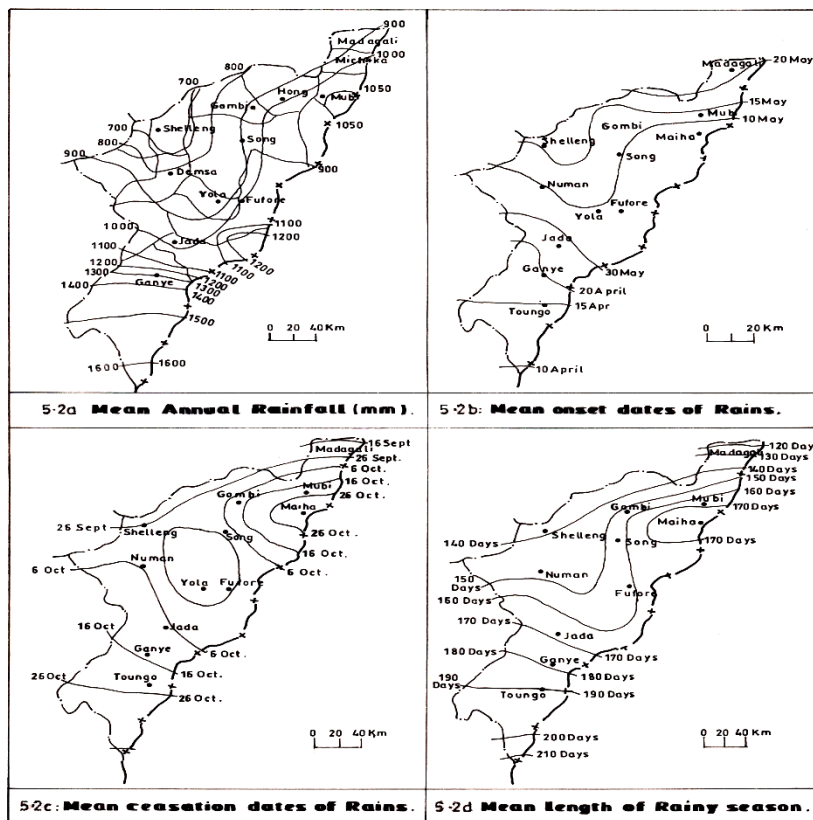 900
Madagali
1000
Michika
800
1050
700
Hong
Mubi
Gombi
1050
700
Shelleng
800
Song
900
900
Demsa
Yola
Fufore
1000
1100
1200
Jada
1100
1200
1300
1400
Ganye
1100
1200
1200
1300
1400
1500
1600
1600
0 20 40 Km
5·2a Mean Annual Rainfall (mm).
20 May
Madagali
15 May
Mubi
10 May
Gombi
Maiha
Shelleng
Song
Numan
Fufore
Yola
Jada
Ganye
30 May
20 April
15 Apr
Toungo
10 April
0 20 Km
5·2b: Mean onset dates of Rains.
16 Sept
Madagali
26 Sept.
6 Oct.
16 Oct.
Mubi
26 Oct.
Gombi
Maiha
26 Sept
Shelleng
Song
26 Oct.
Numan
16 Oct.
6 Oct
6 Oct.
Yola
Fufore
16 Oct
Jada
Ganye
6 Oct.
Toungo
16 Oct.
26 Oct
26 Oct.
0 20 40 Km
5·2c: Mean ceasation dates of Rains.
120 Days
Madagali
130 Days
140 Days
150 Days
160 Days
Mubi
170 Days
Gombi
Maiha
Shelleng
Song
140 Days
170 Days
Numan
150
Days
Fufore
160 Days
170 Days
Jada
180 Days
Ganye
170 Days
180 Days
190
Days
Toungo
190 Days
200 Days
210 Days
0 20 40 Km
5·2d Mean length of Rainy season.